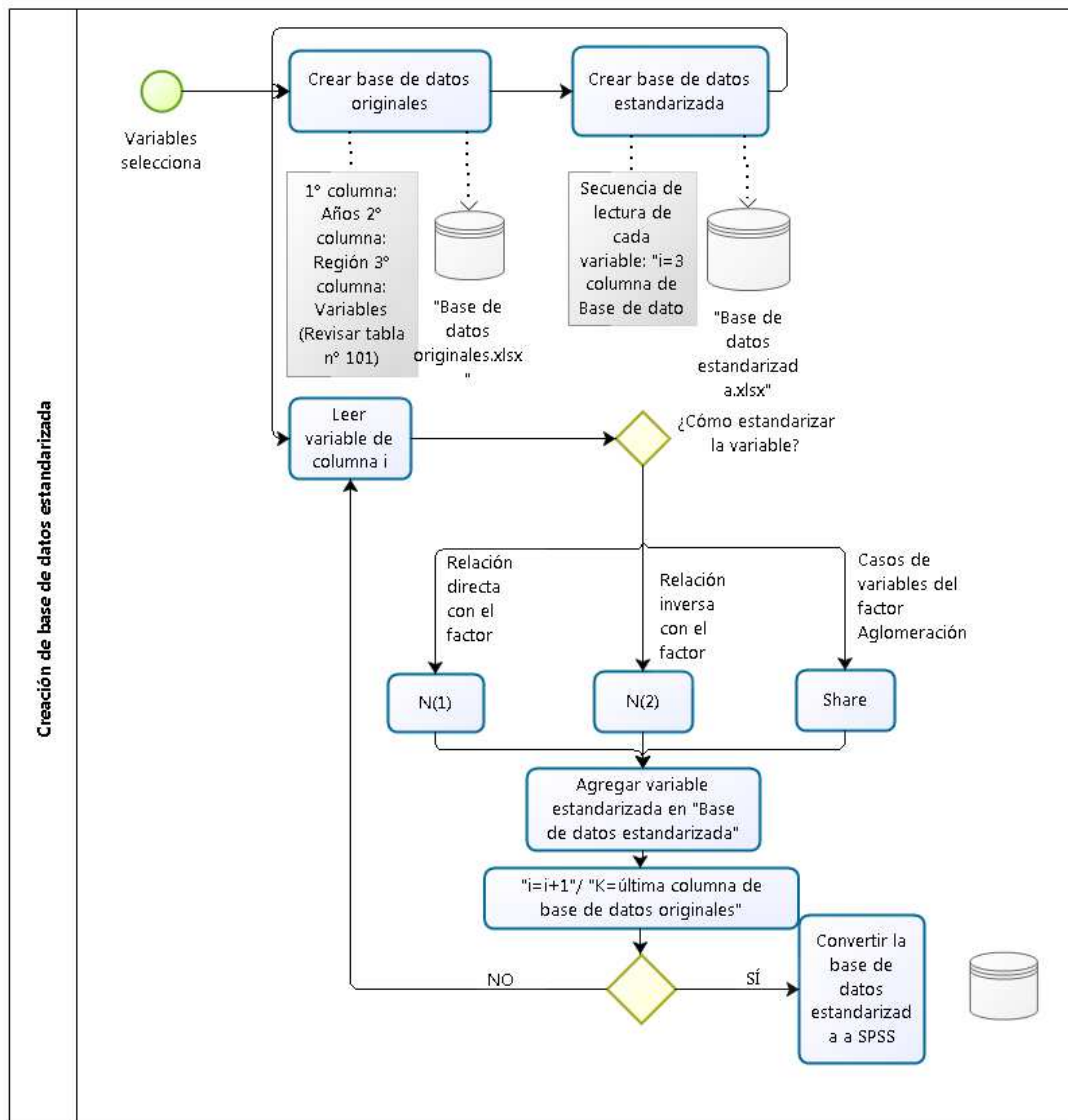 Creación de base de datos estandarizada
Variables
selecciona
Crear base de datos
originales
Crear base de datos
estandarizada
1° columna:
Años 2°
columna:
Región 3°
columna:
Variables
(Revisar tabla
n° 101)
"Base de
datos
originales.xlsx
"
Secuencia de
lectura de
cada
variable: "i=3
columna de
Base de dato
"Base de
datos
estandarizad
a.xlsx"
Leer
variable de
columna i
¿Cómo estandarizar
la variable?
Relación
directa
con el
factor
Relación
inversa
con el
factor
Casos de
variables del
factor
Aglomeración
N(1)
N(2)
Share
Agregar variable
estandarizada en "Base
de datos estandarizada"
"i=i+1"/ "K=última columna de
base de datos originales"
NO
SÍ
Convertir la
base de
datos
estandarizad
a a SPSS